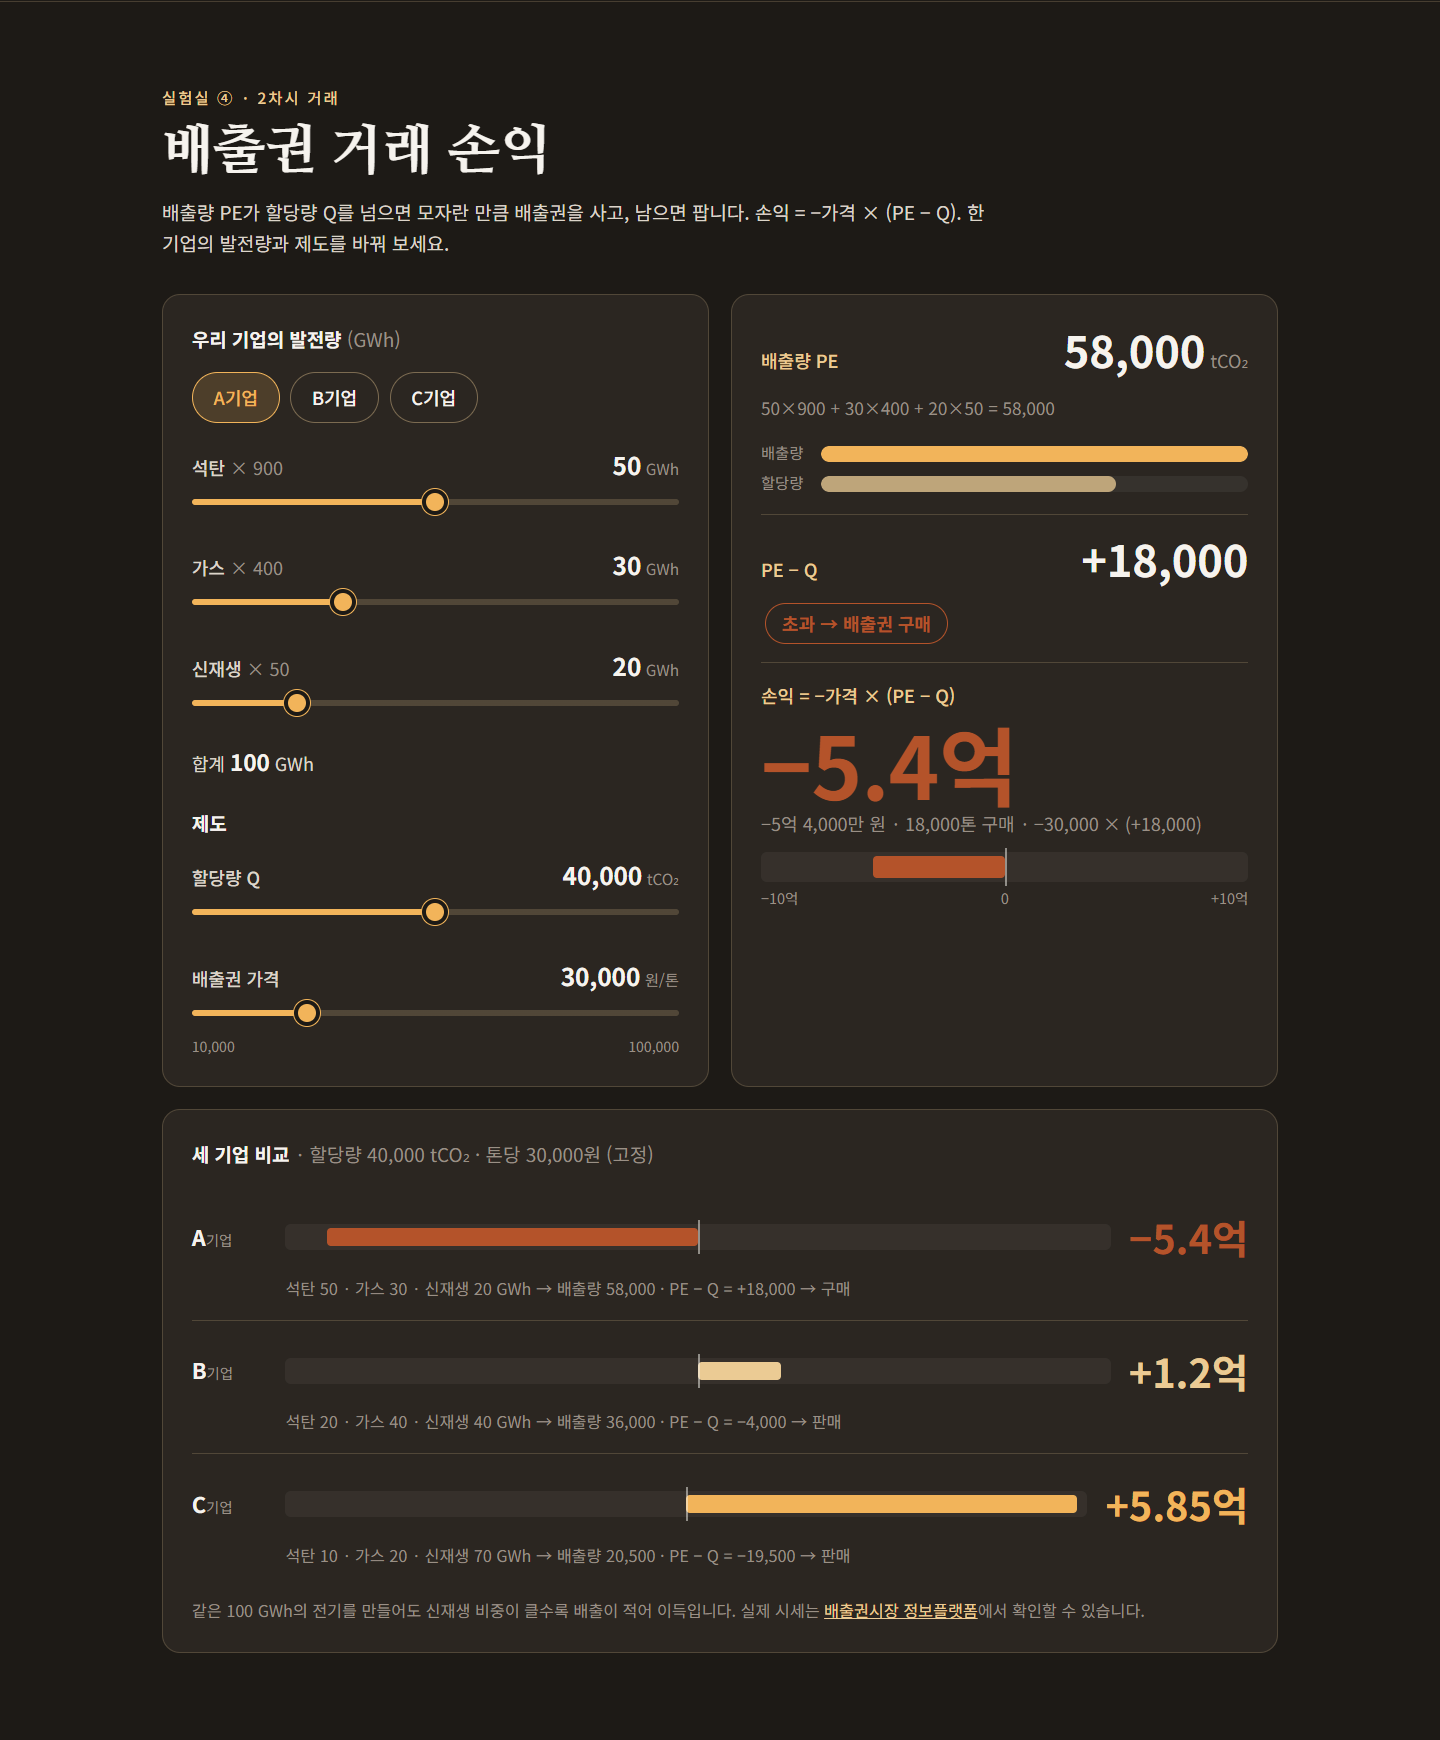 실험실 ④ · 2차시 거래
배출권 거래 손익
배출량 PE가 할당량 Q를 넘으면 모자란 만큼 배출권을 사고, 남으면 팝니다. 손익 = −가격 × (PE − Q). 한
기업의 발전량과 제도를 바꿔 보세요.
우리 기업의 발전량 (GWh)
A기업 B기업 C기업
석탄 × 900 50 GWh
가스 × 400 30 GWh
신재생 × 50 20 GWh
합계 100 GWh
제도
할당량 Q 40,000 tCO₂
배출권 가격 30,000 원/톤
10,000 100,000
배출량 PE 58,000 tCO₂
50×900 + 30×400 + 20×50 = 58,000
배출량
할당량
PE − Q +18,000
초과 → 배출권 구매
손익 = −가격 × (PE − Q)
−5.4억
−5억 4,000만 원 · 18,000톤 구매 · −30,000 × (+18,000)
−10억 0 +10억
세 기업 비교 · 할당량 40,000 tCO₂ · 톤당 30,000원 (고정)
A기업 −5.4억
석탄 50 · 가스 30 · 신재생 20 GWh → 배출량 58,000 · PE − Q = +18,000 → 구매
B기업 +1.2억
석탄 20 · 가스 40 · 신재생 40 GWh → 배출량 36,000 · PE − Q = −4,000 → 판매
C기업 +5.85억
석탄 10 · 가스 20 · 신재생 70 GWh → 배출량 20,500 · PE − Q = −19,500 → 판매
같은 100 GWh의 전기를 만들어도 신재생 비중이 클수록 배출이 적어 이득입니다. 실제 시세는 배출권시장 정보플랫폼에서 확인할 수 있습니다.